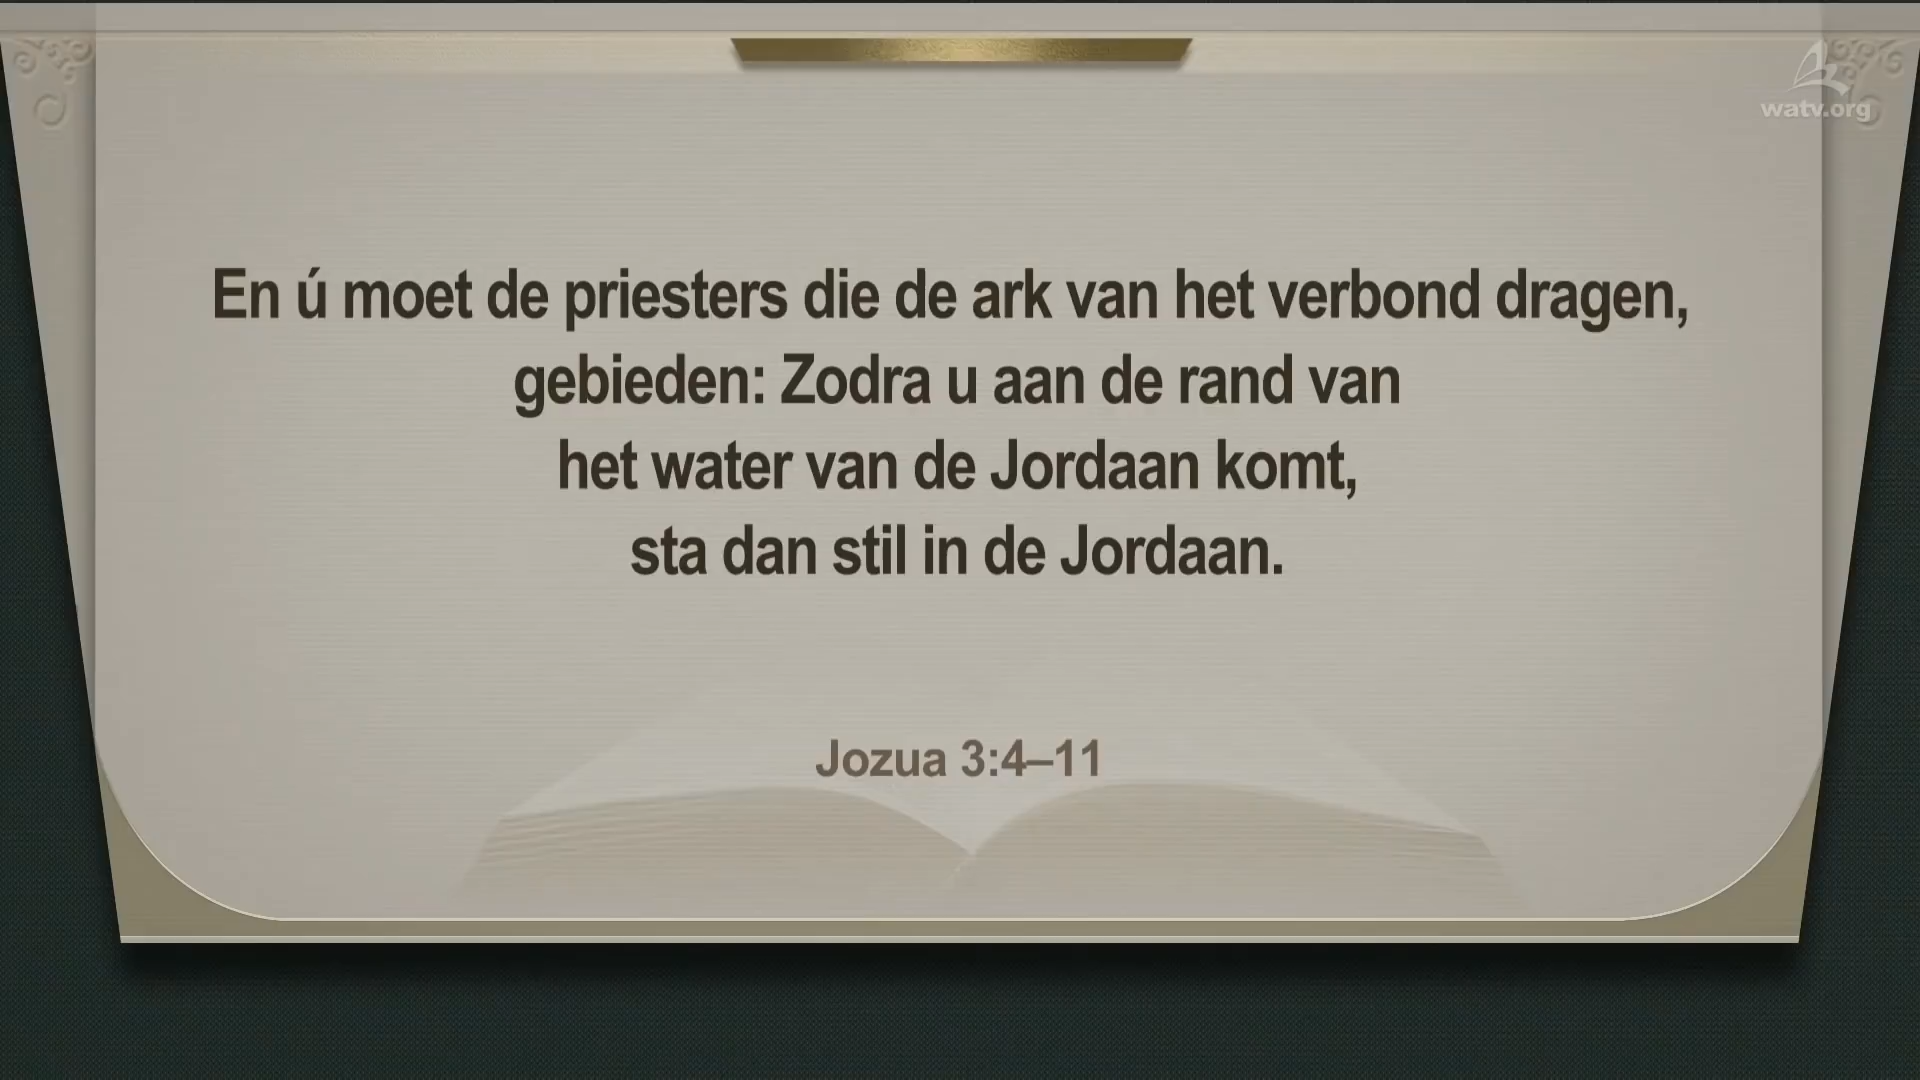 watv.org
En ú moet de priesters die de ark van het verbond dragen,
gebieden: Zodra u aan de rand van
het water van de Jordaan komt,
sta dan stil in de Jordaan.
Jozua 3:4–11